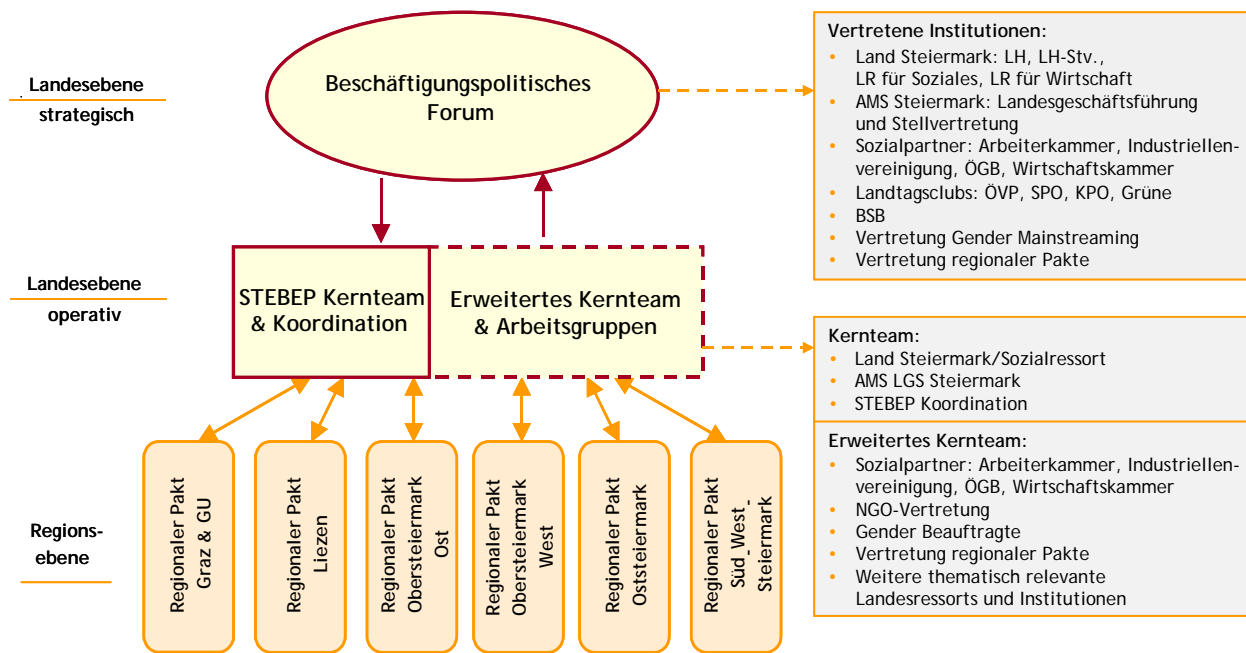 Landesebene
strategisch
Beschäftigungspolitisches
Forum
Vertretene Institutionen:
• Land Steiermark: LH, LH-Stv.,
LR für Soziales, LR für Wirtschaft
• AMS Steiermark: Landesgeschäftsführung
und Stellvertretung
• Sozialpartner: Arbeiterkammer, Industriellen-
vereinigung, ÖGB, Wirtschaftskammer
• Landtagsclubs: ÖVP, SPO, KPO, Grüne
• BSB
• Vertretung Gender Mainstreaming
• Vertretung regionaler Pakte
Landesebene
operativ
STEBEP Kernteam
& Koordination
Erweitertes Kernteam
& Arbeitsgruppen
Kernteam:
• Land Steiermark/Sozialressort
• AMS LGS Steiermark
• STEBEP Koordination
Erweitertes Kernteam:
• Sozialpartner: Arbeiterkammer, Industriellen-
vereinigung, ÖGB, Wirtschaftskammer
• NGO-Vertretung
• Gender Beauftragte
• Vertretung regionaler Pakte
• Weitere thematisch relevante
Landesressorts und Institutionen
Regions-
ebene
Regionaler Pakt
Graz & GU
Regionaler Pakt
Liezen
Regionaler Pakt
Obersteiermark
Ost
Regionaler Pakt
Obersteiermark
West
Regionaler Pakt
Oststeiermark
Regionaler Pakt
Süd_West_
Steiermark